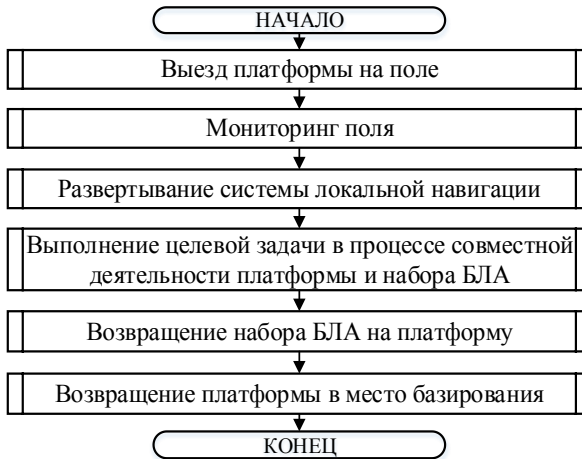 НАЧАЛО
Выезд платформы на поле
Мониторинг поля
Развертывание системы локальной навигации
Выполнение целевой задачи в процессе совместной
деятельности платформы и набора БЛА
Возвращение набора БЛА на платформу
Возвращение платформы в место базирования
КОНЕЦ